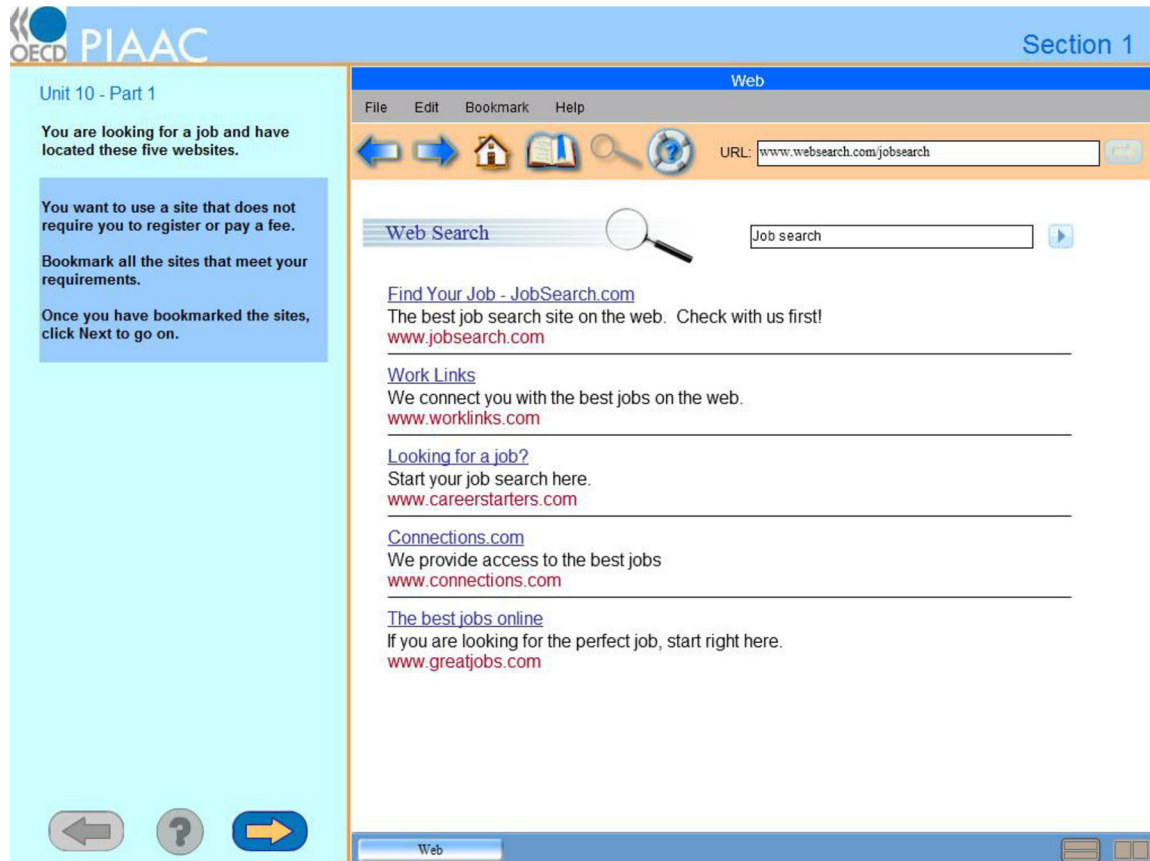 OECD PIAAC
Section 1
Unit 10 - Part 1
You are looking for a job and have
located these five websites.
You want to use a site that does not
require you to register or pay a fee.
Bookmark all the sites that meet your
requirements.
Once you have bookmarked the sites,
click Next to go on.
Web
File Edit Bookmark Help
URL: www.websearch.com/jobsearch
Web Search
Job search
Find Your Job - JobSearch.com
The best job search site on the web. Check with us first!
www.jobsearch.com
Work Links
We connect you with the best jobs on the web.
www.worklinks.com
Looking for a job?
Start your job search here.
www.careerstarters.com
Connections.com
We provide access to the best jobs
www.connections.com
The best jobs online
If you are looking for the perfect job, start right here.
www.greatjobs.com
?
Web